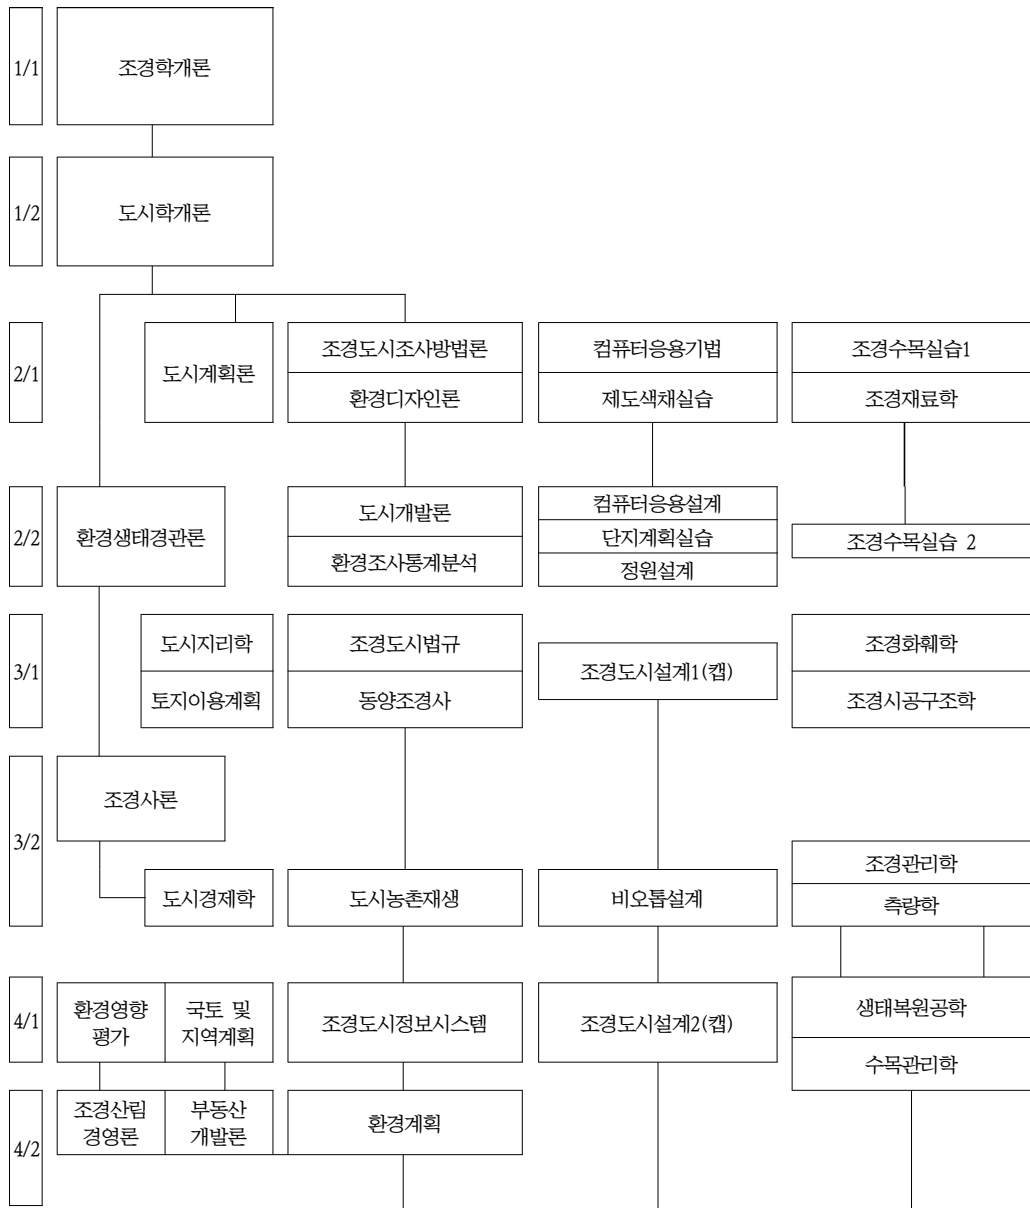 1/1
조경학개론
1/2
도시학개론
2/1
도시계획론
조경도시조사방법론
환경디자인론
컴퓨터응용기법
제도색채실습
조경수목실습1
조경재료학
2/2
환경생태경관론
도시개발론
환경조사통계분석
컴퓨터응용설계
단지계획실습
정원설계
조경수목실습 2
3/1
도시지리학
토지이용계획
조경도시법규
동양조경사
조경도시설계1(캡)
조경화훼학
조경시공구조학
3/2
조경사론
도시경제학
도시농촌재생
비오톱설계
조경관리학
측량학
4/1
환경영향
평가
국토 및
지역계획
조경도시정보시스템
조경도시설계2(캡)
생태복원공학
수목관리학
4/2
조경산림
경영론
부동산
개발론
환경계획